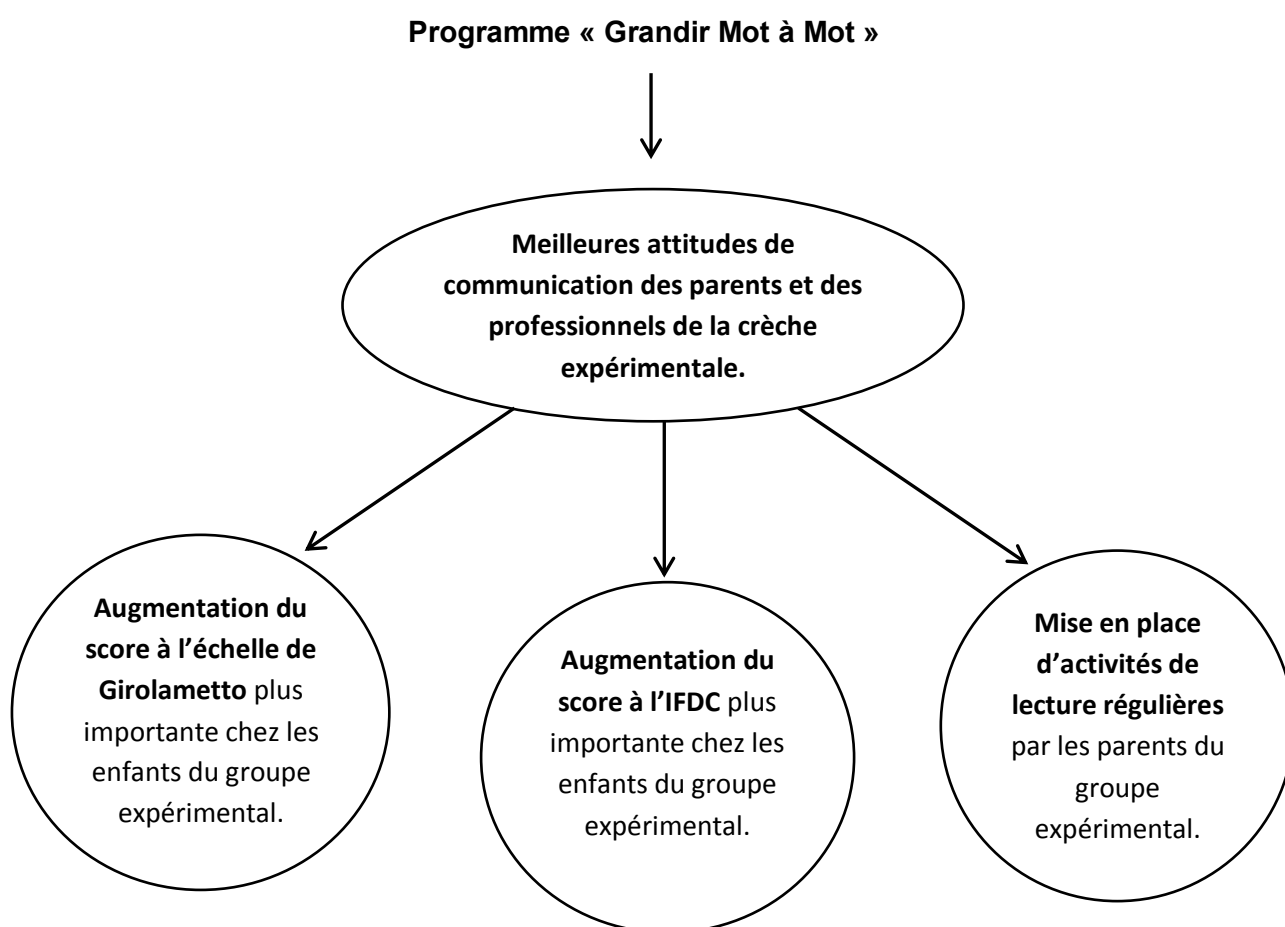 Programme « Grandir Mot à Mot »
Meilleures attitudes de
communication des parents et des
professionnels de la crèche
expérimentale.
Augmentation du
score à l’échelle de
Girolametto plus
importante chez les
enfants du groupe
expérimental.
Augmentation du
score à l’IFDC plus
importante chez les
enfants du groupe
expérimental.
Mise en place
d’activités de
lecture régulières
par les parents du
groupe
expérimental.